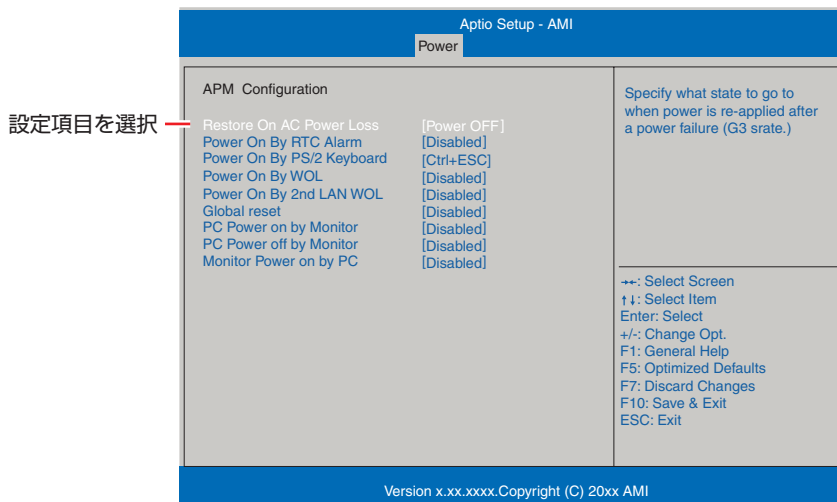 Aptio Setup - AMI
Power
APM Configuration
設定項目を選択
Restore On AC Power Loss [Power OFF]
Power On By RTC Alarm [Disabled]
Power On By PS/2 Keyboard [Ctrl+ESC]
Power On By WOL [Disabled]
Power On By 2nd LAN WOL [Disabled]
Global reset [Disabled]
PC Power on by Monitor [Disabled]
PC Power off by Monitor [Disabled]
Monitor Power on by PC [Disabled]
Specify what state to go to
when power is re-applied after
a power failure (G3 srate.)
→←: Select Screen
↑↓: Select Item
Enter: Select
+/-: Change Opt.
F1: General Help
F5: Optimized Defaults
F7: Discard Changes
F10: Save & Exit
ESC: Exit
Version x.xx.xxxx.Copyright (C) 20xx AMI